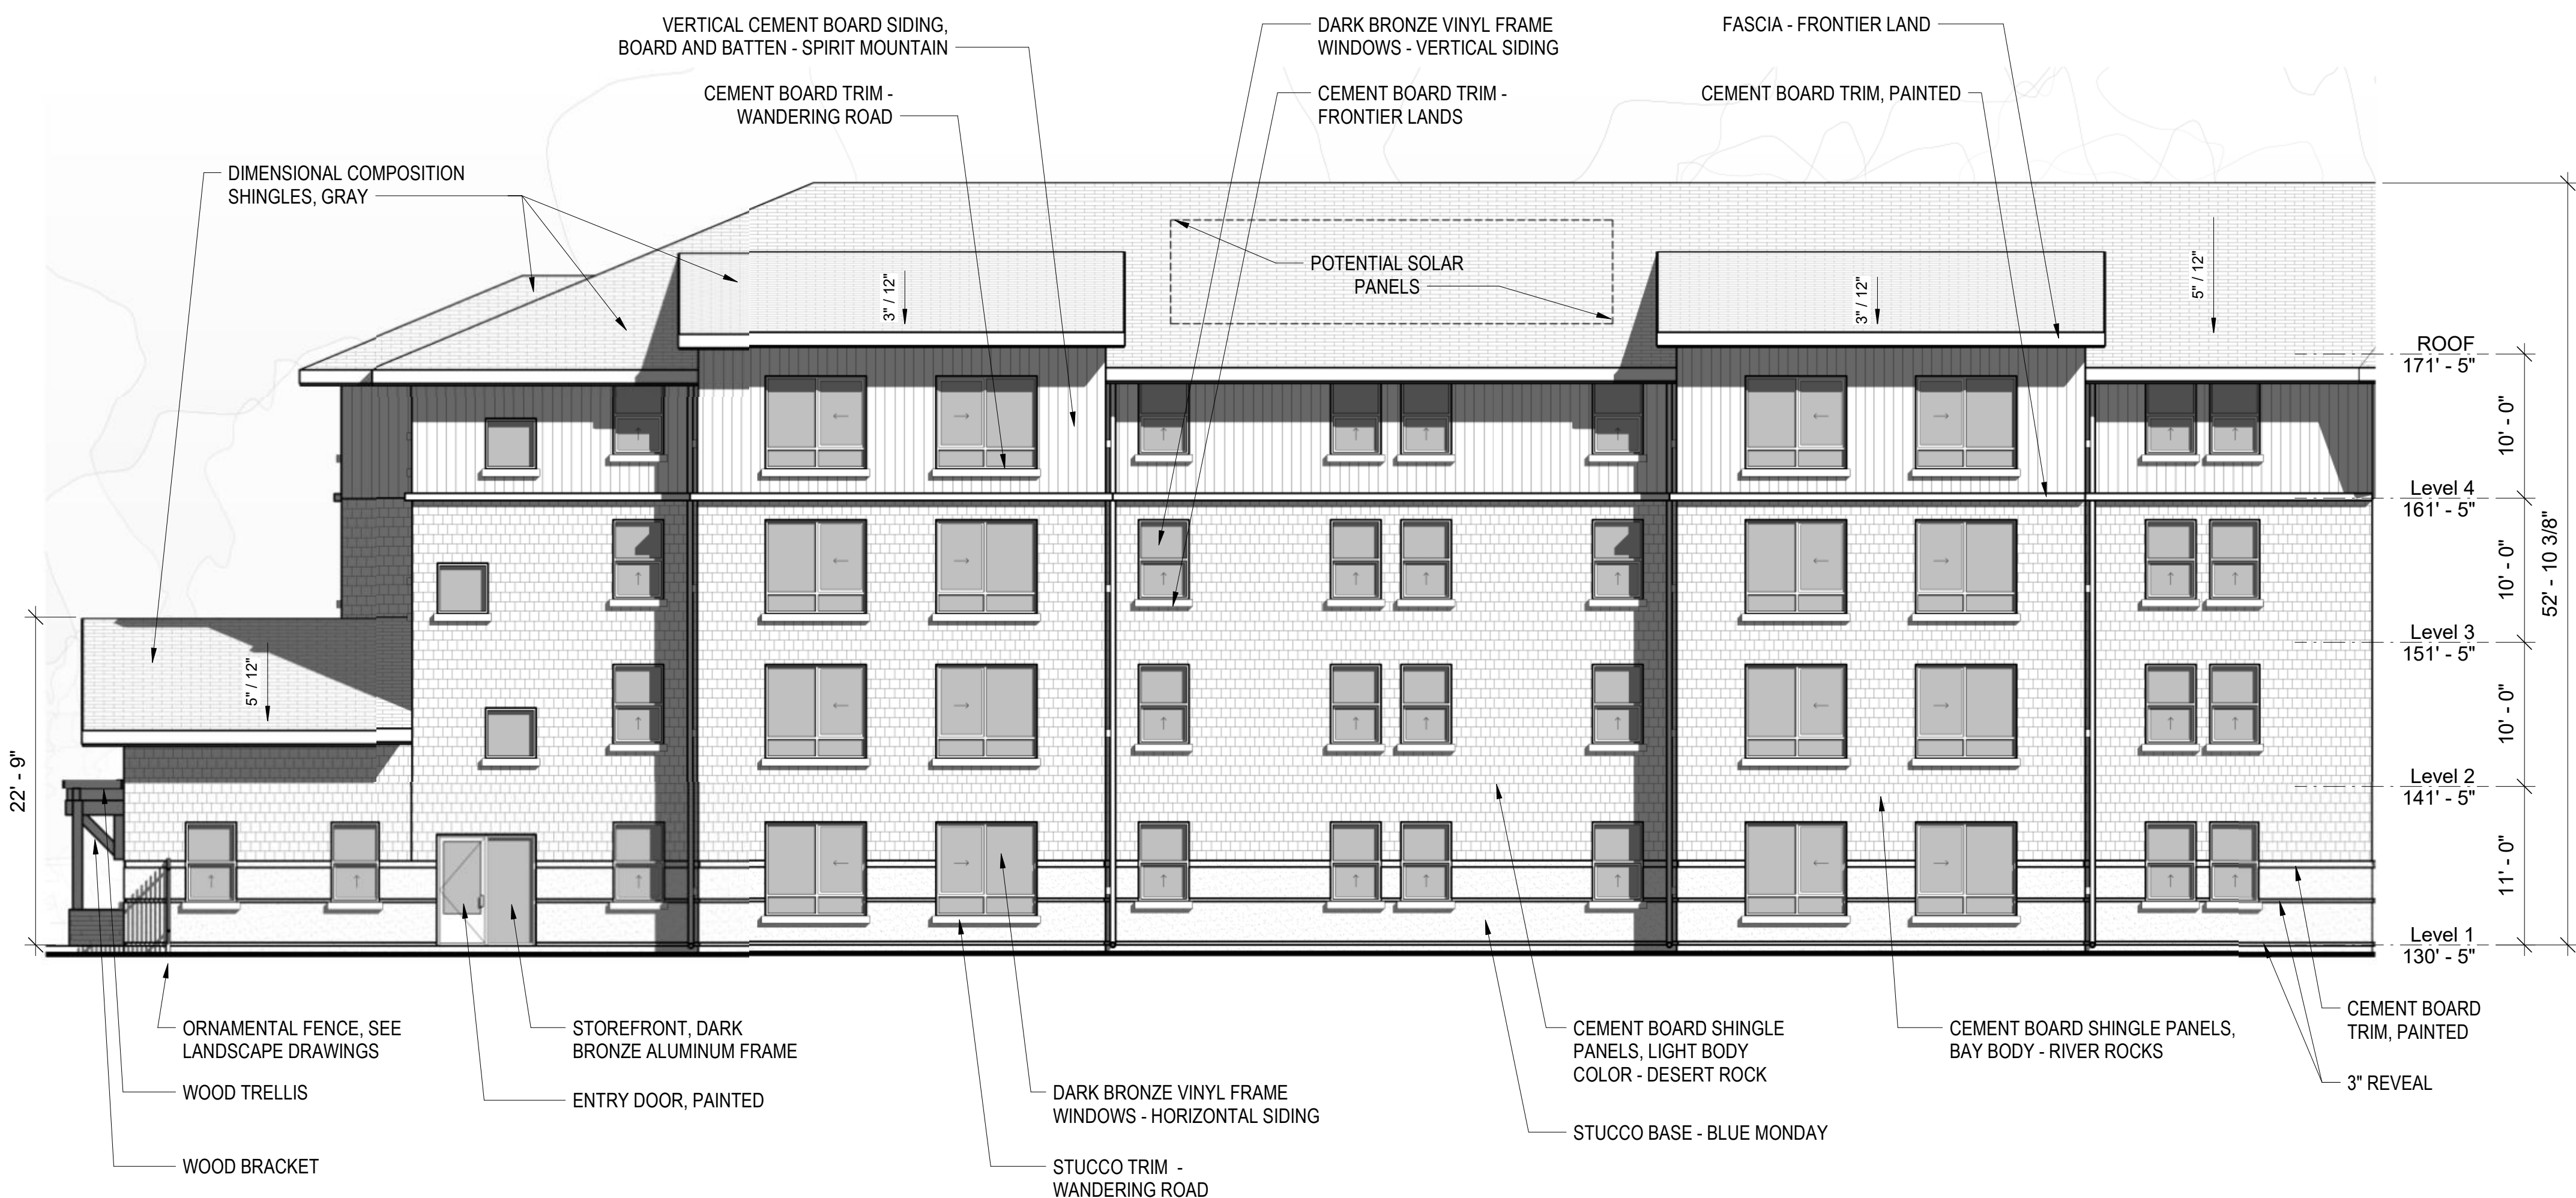 VERTICAL CEMENT BOARD SIDING,
BOARD AND BATTEN - SPIRIT MOUNTAIN
DARK BRONZE VINYL FRAME
WINDOWS - VERTICAL SIDING
FASCIA - FRONTIER LAND
CEMENT BOARD TRIM -
WANDERING ROAD
CEMENT BOARD TRIM -
FRONTIER LANDS
CEMENT BOARD TRIM, PAINTED
DIMENSIONAL COMPOSITION
SHINGLES, GRAY
POTENTIAL SOLAR
PANELS
3" / 12"
3" / 12"
5" / 12"
5" / 12"
ROOF
171' - 5"
10' - 0"
Level 4
161' - 5"
10' - 0"
Level 3
151' - 5"
10' - 0"
Level 2
141' - 5"
11' - 0"
Level 1
130' - 5"
52' - 10 3/8"
22' - 9"
ORNAMENTAL FENCE, SEE
LANDSCAPE DRAWINGS
WOOD TRELLIS
WOOD BRACKET
STOREFRONT, DARK
BRONZE ALUMINUM FRAME
ENTRY DOOR, PAINTED
DARK BRONZE VINYL FRAME
WINDOWS - HORIZONTAL SIDING
STUCCO TRIM -
WANDERING ROAD
CEMENT BOARD SHINGLE
PANELS, LIGHT BODY
COLOR - DESERT ROCK
STUCCO BASE - BLUE MONDAY
CEMENT BOARD SHINGLE PANELS,
BAY BODY - RIVER ROCKS
CEMENT BOARD
TRIM, PAINTED
3" REVEAL